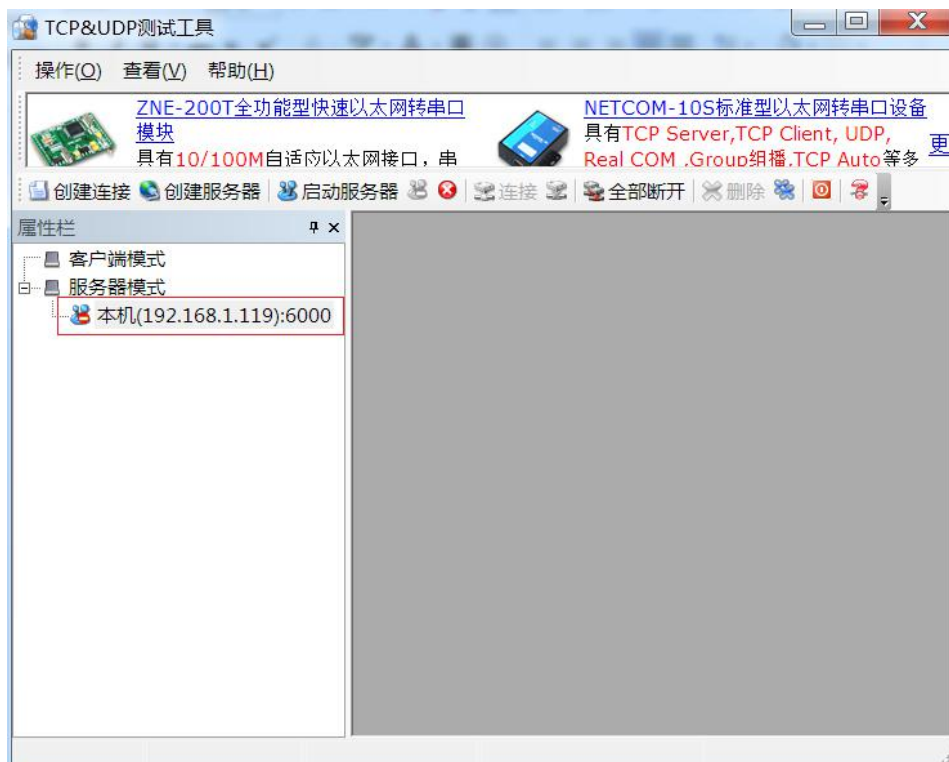 TCP&UDP测试工具
操作(O) 查看(V) 帮助(H)
ZNE-200T全功能型快速以太网转串口
模块
具有10/100M自适应以太网接口，串
NETCOM-10S标准型以太网转串口设备
具有TCP Server,TCP Client, UDP,
Real COM ,Group组播,TCP Auto等多
更
创建连接 创建服务器 启动服务器 连接 全部断开 删除
属性栏
客户端模式
服务器模式
本机(192.168.1.119):6000